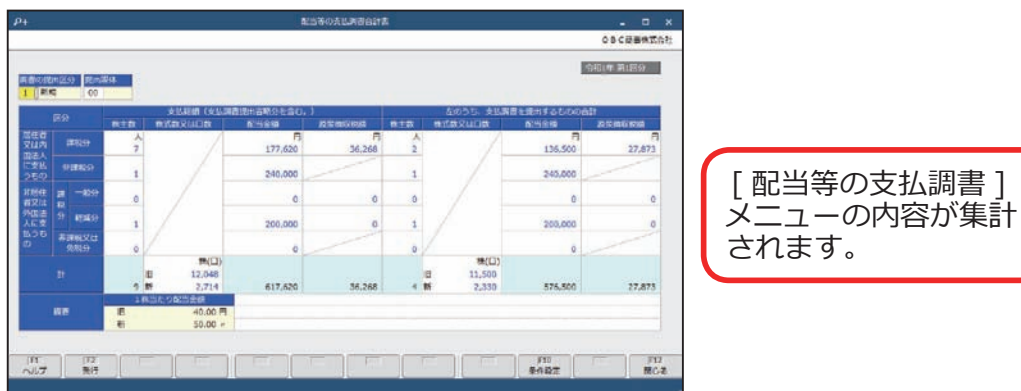 配当等の支払調書合計表
OBC商事株式会社
令和1年 第1回分
調書の提出区分 提出媒体
1 新規 00
区分 支払総額（支払調書提出省略分を含む。） 左のうち、支払調書を提出するものの合計
株主数 株式数又は口数 配当金額 源泉徴収税額 株主数 株式数又は口数 配当金額 源泉徴収税額
居住者又は内国法人に支払うもの 課税分 人 7 円 177,620 円 36,268 人 2 円 136,500 円 27,873
非課税分 1 240,000 1 240,000
非居住者又は外国法人に支払うもの 課税分 一般分 0 0 0 0 0 0
軽減分 1 200,000 0 1 200,000 0
非課税又は免税分 0 0 0 0
計 9 株(口) 旧 12,048 新 2,714 617,620 36,268 4 株(口) 旧 11,500 新 2,330 576,500 27,873
摘要 1株当たり配当金額
旧 40.00 円
新 50.00 〃
F1 ヘルプ F2 発行 F10 条件設定 F12 閉じる
[ 配当等の支払調書 ]
メニューの内容が集計
されます。